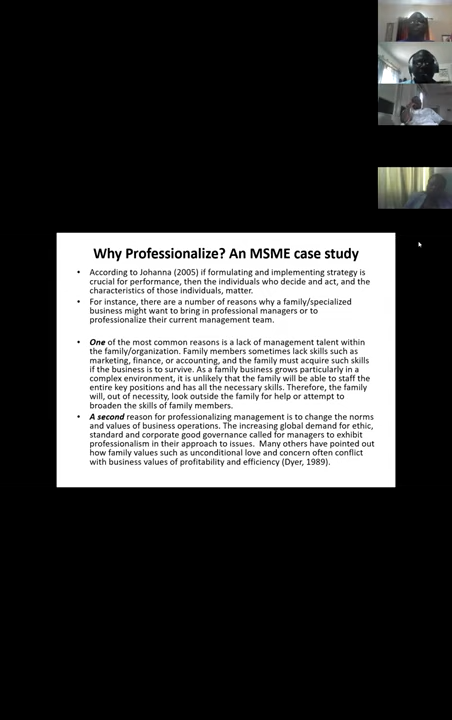 Why Professionalize? An MSME case study
• According to Johanna (2005) if formulating and implementing strategy is
crucial for performance, then the individuals who decide and act, and the
characteristics of those individuals, matter.
• For instance, there are a number of reasons why a family/specialized
business might want to bring in professional managers or to
professionalize their current management team.
• One of the most common reasons is a lack of management talent within
the family/organization. Family members sometimes lack skills such as
marketing, finance, or accounting, and the family must acquire such skills
if the business is to survive. As a family business grows particularly in a
complex environment, it is unlikely that the family will be able to staff the
entire key positions and has all the necessary skills. Therefore, the family
will, out of necessity, look outside the family for help or attempt to
broaden the skills of family members.
• A second reason for professionalizing management is to change the norms
and values of business operations. The increasing global demand for ethic,
standard and corporate good governance called for managers to exhibit
professionalism in their approach to issues. Many others have pointed out
how family values such as unconditional love and concern often conflict
with business values of profitability and efficiency (Dyer, 1989).